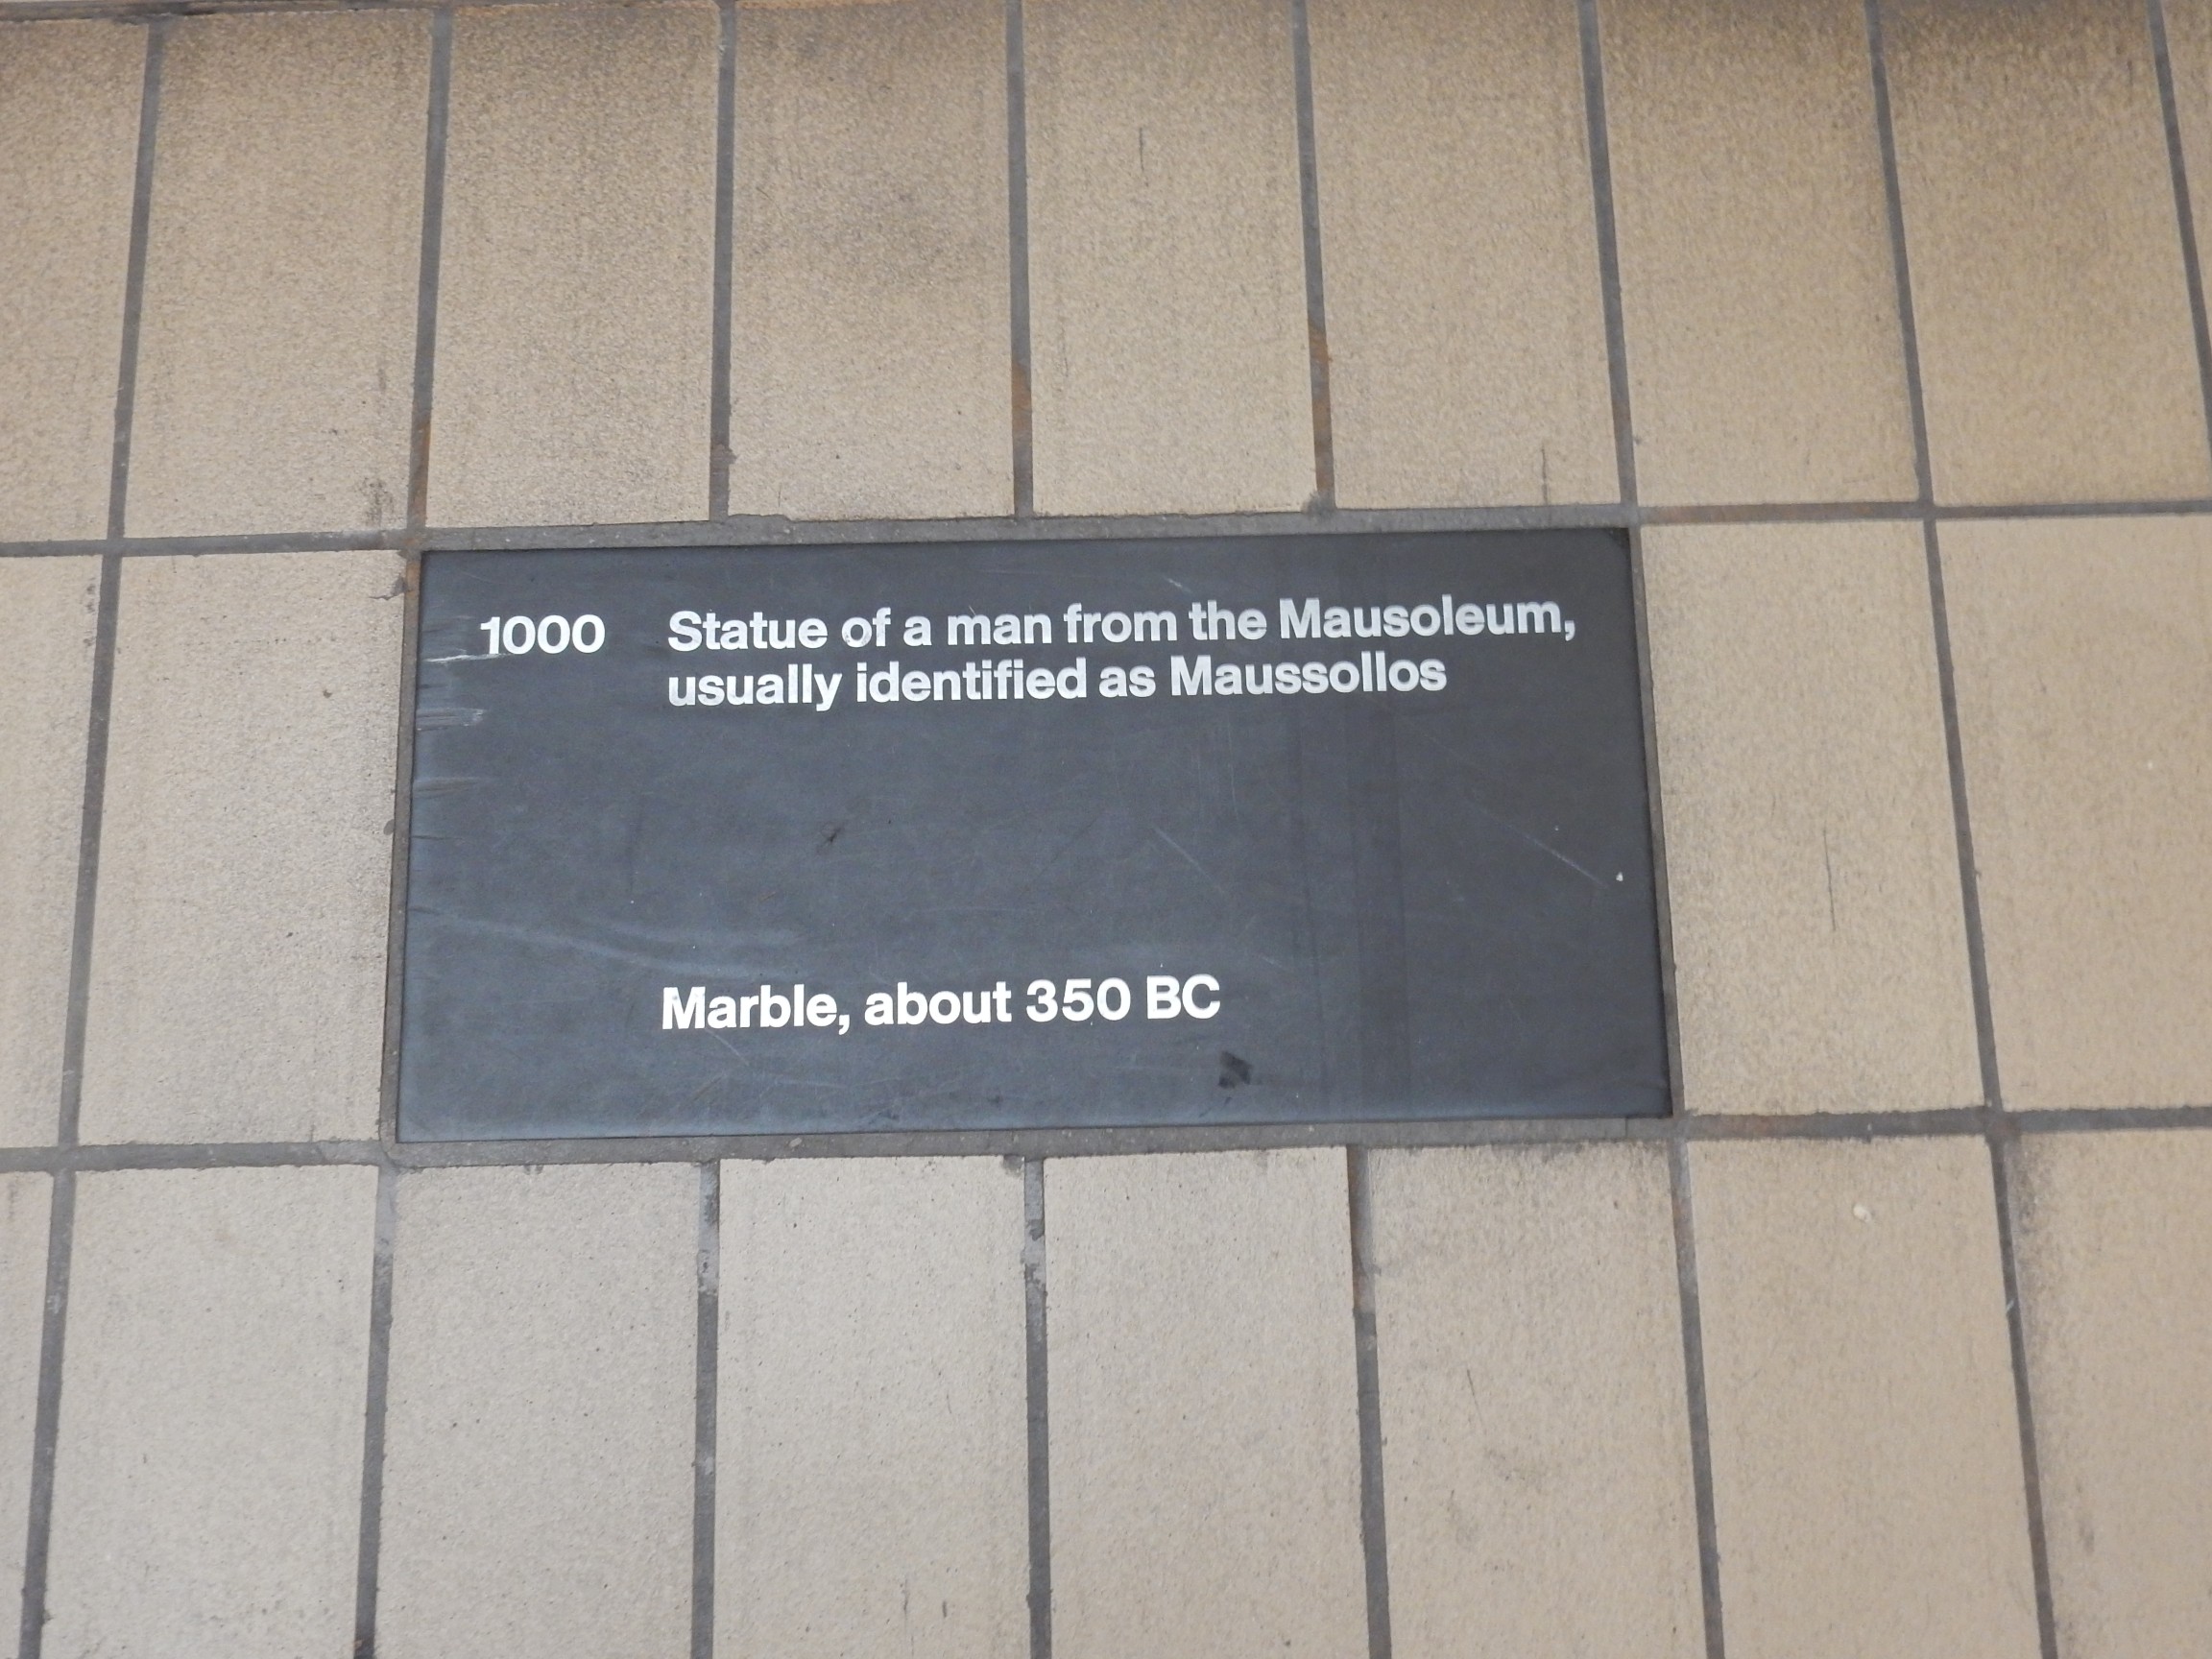 1000 Statue of a man from the Mausoleum,
usually identified as Maussollos
Marble, about 350 BC